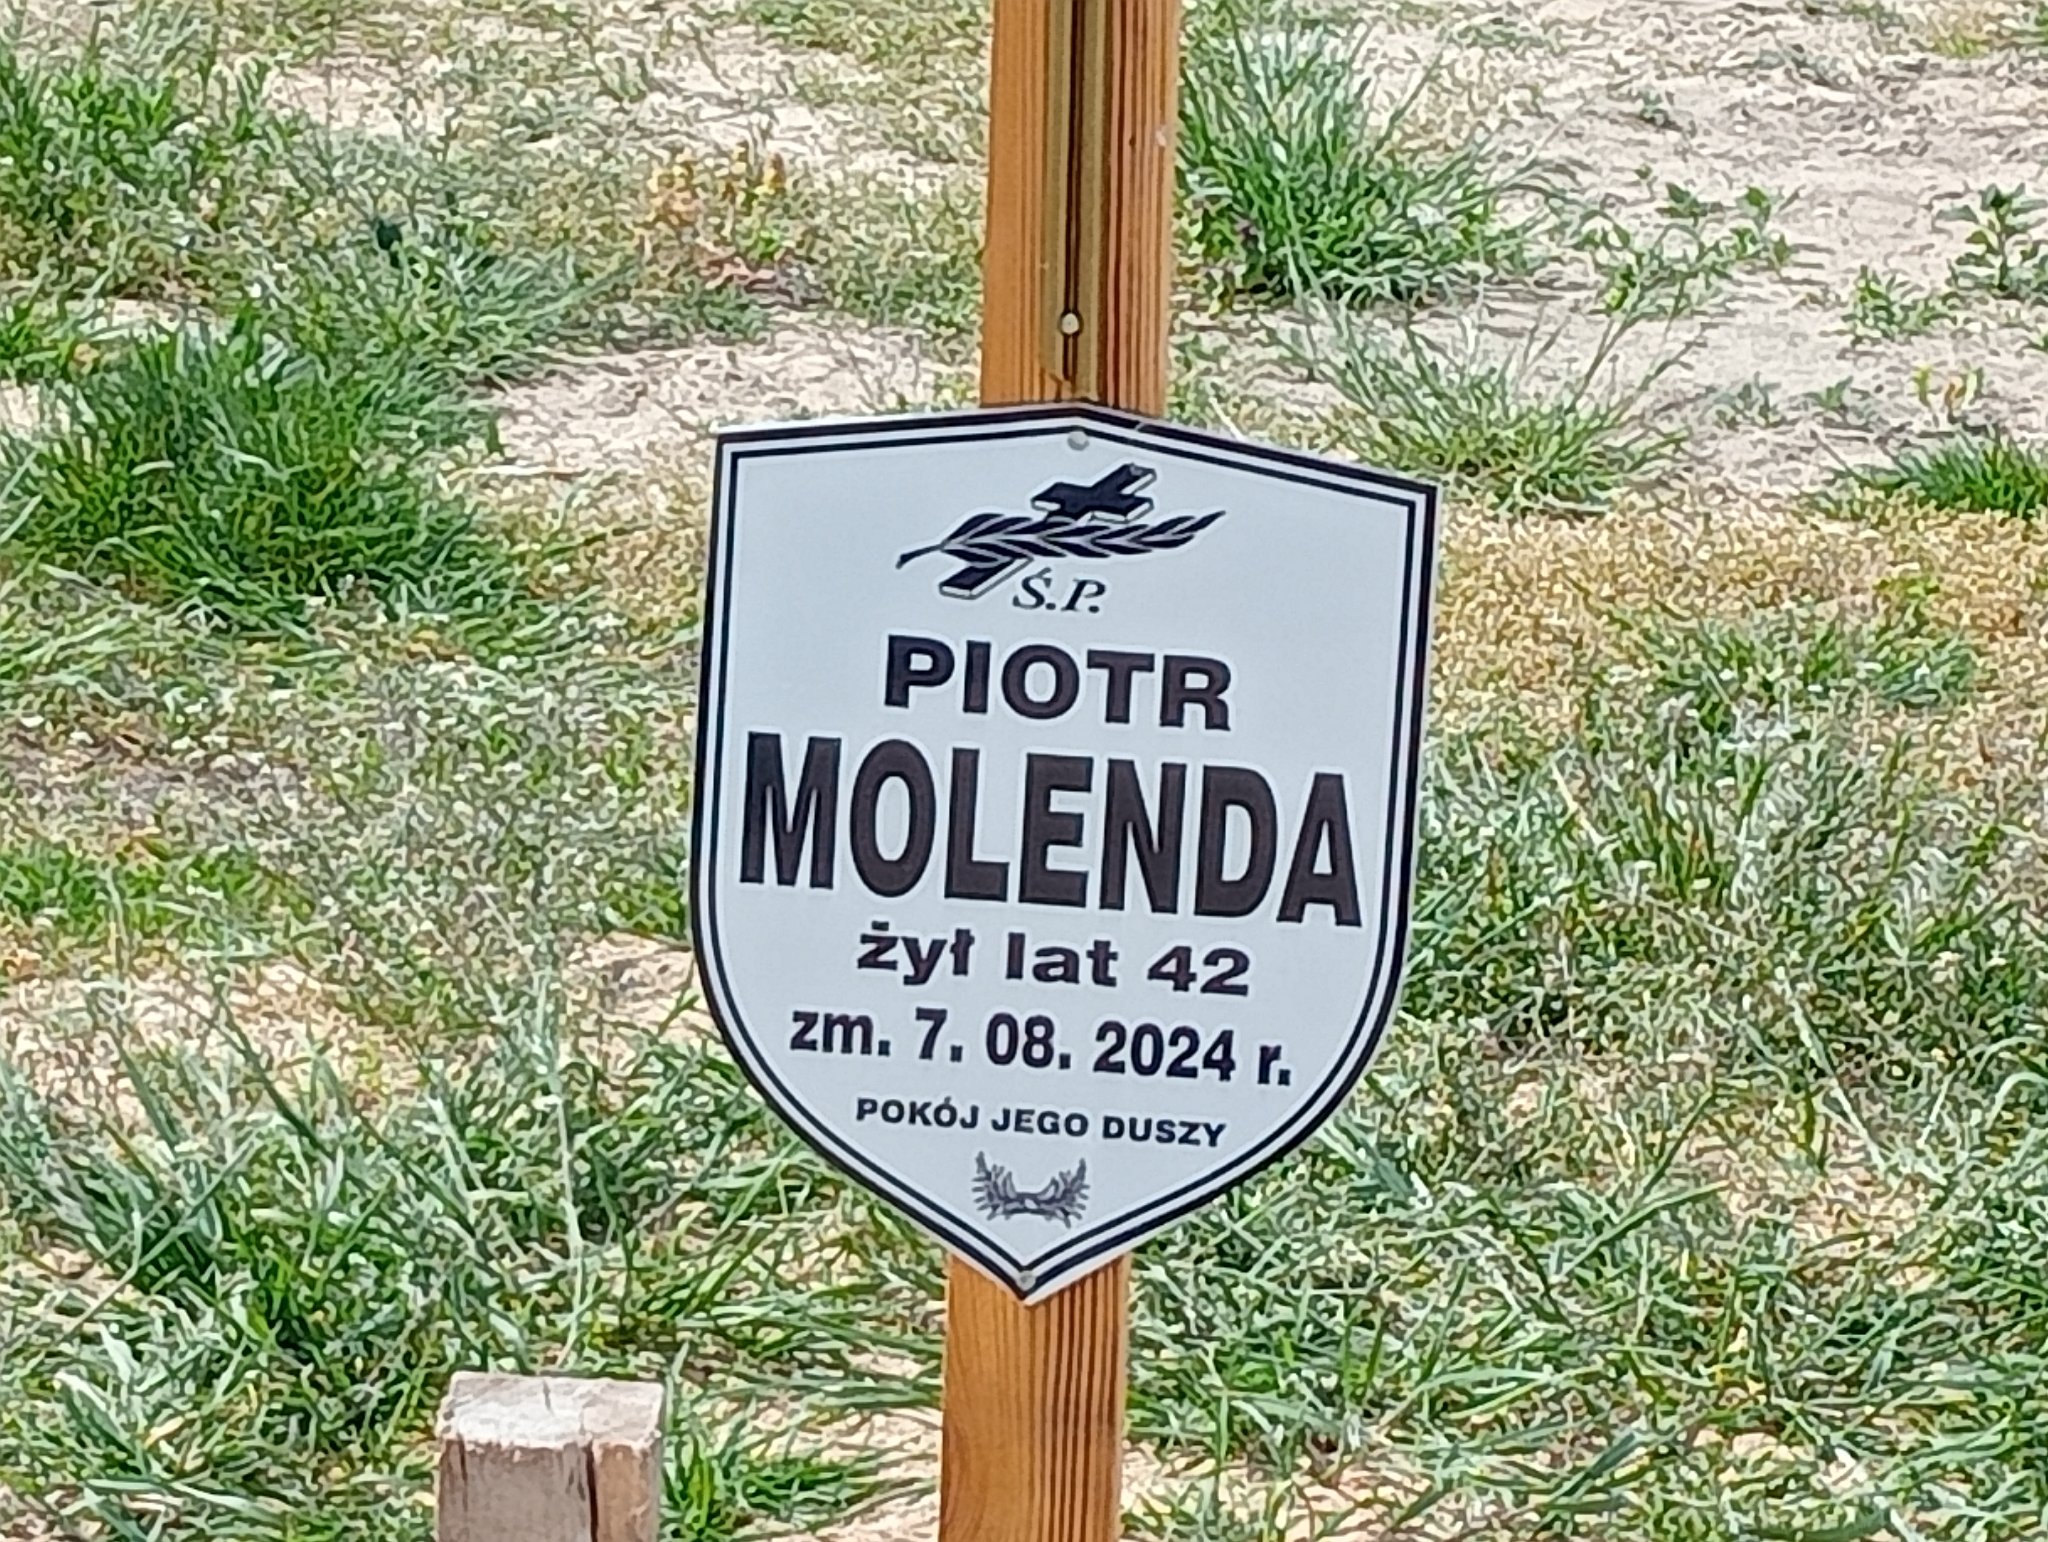 Ś.P.
PIOTR
MOLENDA
żył lat 42
zm. 7. 08. 2024 r.
POKÓJ JEGO DUSZY